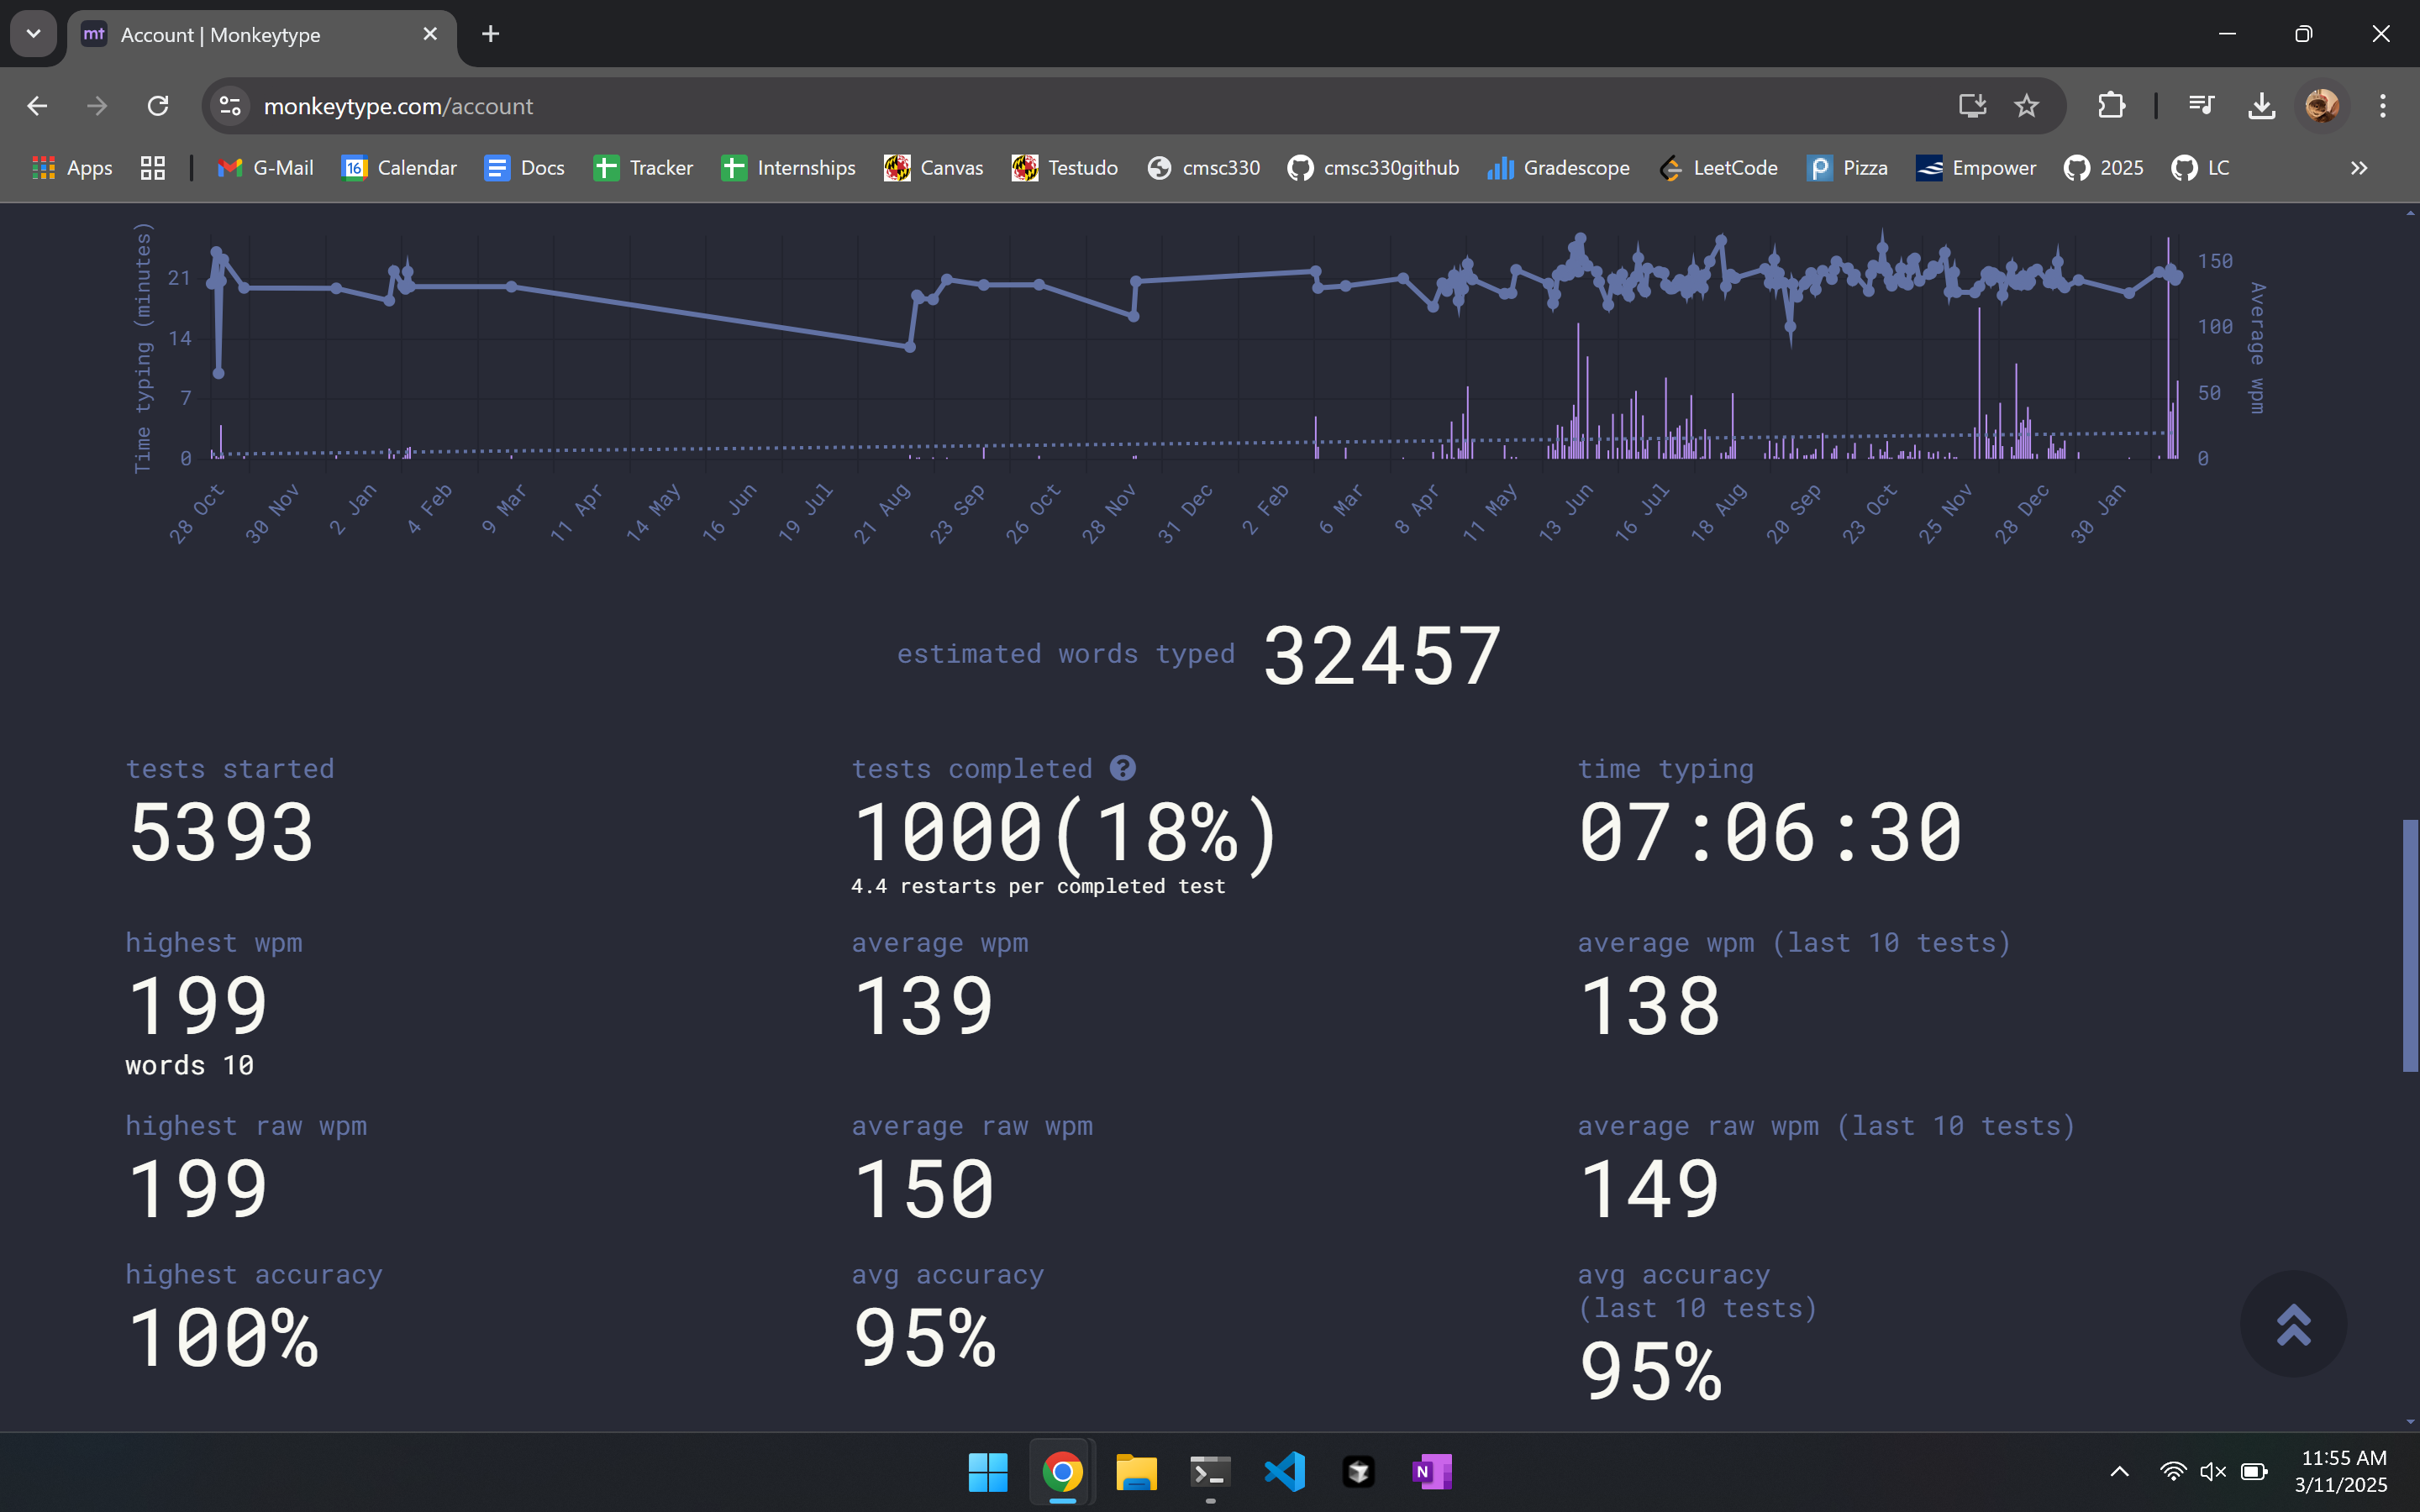 mt Account | Monkeytype
monkeytype.com/account
Apps G-Mail 16 Calendar Docs Tracker Internships Canvas Testudo cmsc330 cmsc330github Gradescope LeetCode Pizza Empower 2025 LC
Time typing (minutes)
21
14
7
0
150
100
50
0
Average wpm
28 Oct 30 Nov 2 Jan 4 Feb 9 Mar 11 Apr 14 May 16 Jun 19 Jul 21 Aug 23 Sep 26 Oct 28 Nov 31 Dec 2 Feb 6 Mar 8 Apr 11 May 13 Jun 16 Jul 18 Aug 20 Sep 23 Oct 25 Nov 28 Dec 30 Jan
estimated words typed 32457
tests started tests completed ? time typing
5393 1000(18%) 07:06:30
4.4 restarts per completed test
highest wpm average wpm average wpm (last 10 tests)
199 139 138
words 10
highest raw wpm average raw wpm average raw wpm (last 10 tests)
199 150 149
highest accuracy avg accuracy avg accuracy
(last 10 tests)
100% 95% 95%
N
11:55 AM
3/11/2025